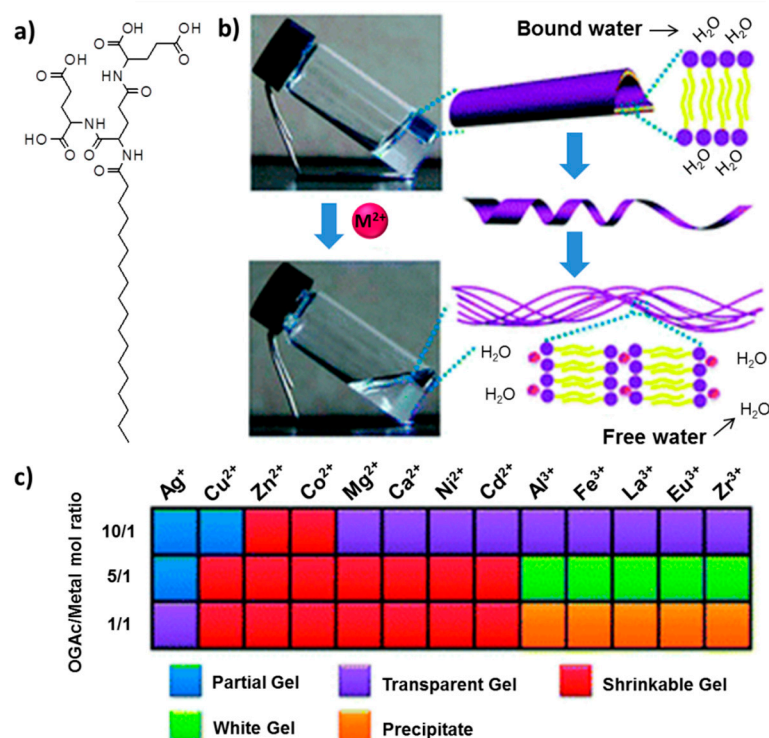 a)
OH
OH
O
O
OH
O
NH
O
HO
NH
O
O
NH
O
b)
Bound water
H₂O
H₂O
H₂O
H₂O
M²⁺
H₂O
H₂O
H₂O
H₂O
Free water
c)
Ag⁺ Cu²⁺ Zn²⁺ Co²⁺ Mg²⁺ Ca²⁺ Ni²⁺ Cd²⁺ Al³⁺ Fe³⁺ La³⁺ Eu³⁺ Zr³⁺
OGAc/Metal mol ratio
10/1
5/1
1/1
Partial Gel
Transparent Gel
Shrinkable Gel
White Gel
Precipitate